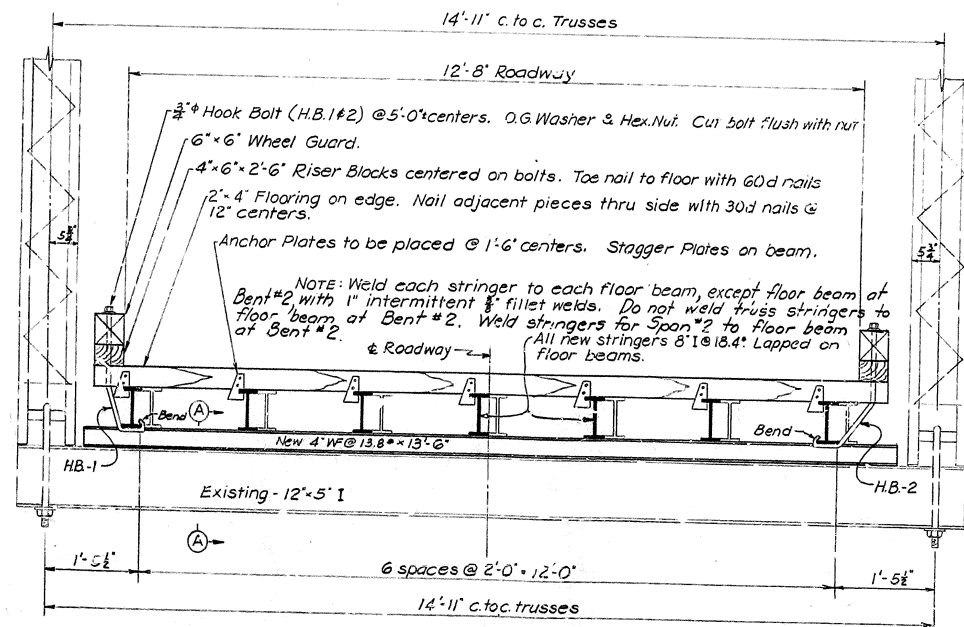 14'-11" c. to c. Trusses
12'-8" Roadway
3/4"φ Hook Bolt (H.B. 1 & 2) @ 5'-0"± centers. O.G. Washer & Hex. Nut. Cut bolt flush with nut
6"×6" Wheel Guard.
4"×6"×2'-6" Riser Blocks centered on bolts. Toe nail to floor with 60d nails
2"×4" Flooring on edge. Nail adjacent pieces thru side with 30d nails @
12" centers.
5 3/4"
Anchor Plates to be placed @ 1'-6" centers. Stagger Plates on beam.
5 3/4"
NOTE: Weld each stringer to each floor beam, except floor beam at
Bent #2, with 1" intermittent fillet welds. Do not weld truss stringers to
floor beam at Bent #2. Weld stringers for Span #2 to floor beam
at Bent #2.
℄ Roadway
All new stringers 8" I @ 18.4# Lapped on
floor beams.
Bend
A
Bend
New 4" WF @ 13.8# × 13'-6"
H.B.-1
H.B.-2
Existing - 12"×5" I
A
1'-5 1/2"
6 spaces @ 2'-0" = 12'-0"
1'-5 1/2"
14'-11" c. to c. trusses